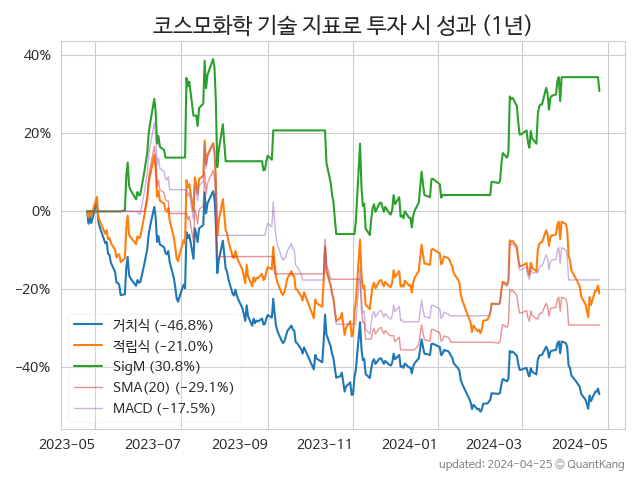 코스모화학 기술 지표로 투자 시 성과 (1년)
40%
20%
0%
−20%
−40%
거치식 (−46.8%)
적립식 (−21.0%)
SigM (30.8%)
SMA(20) (−29.1%)
MACD (−17.5%)
2023-05 2023-07 2023-09 2023-11 2024-01 2024-03 2024-05
updated: 2024-04-25 © QuantKang